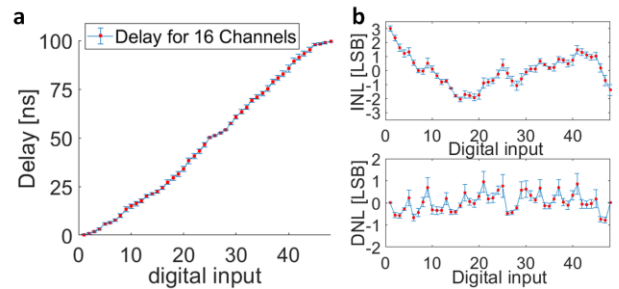 a
Delay for 16 Channels
100
75
50
25
0
Delay [ns]
0 10 20 30 40
digital input
b
3
2
1
0
-1
-2
-3
INL [LSB]
0 10 20 30 40
Digital input
2
1
0
-1
-2
DNL [LSB]
0 10 20 30 40
Digital input